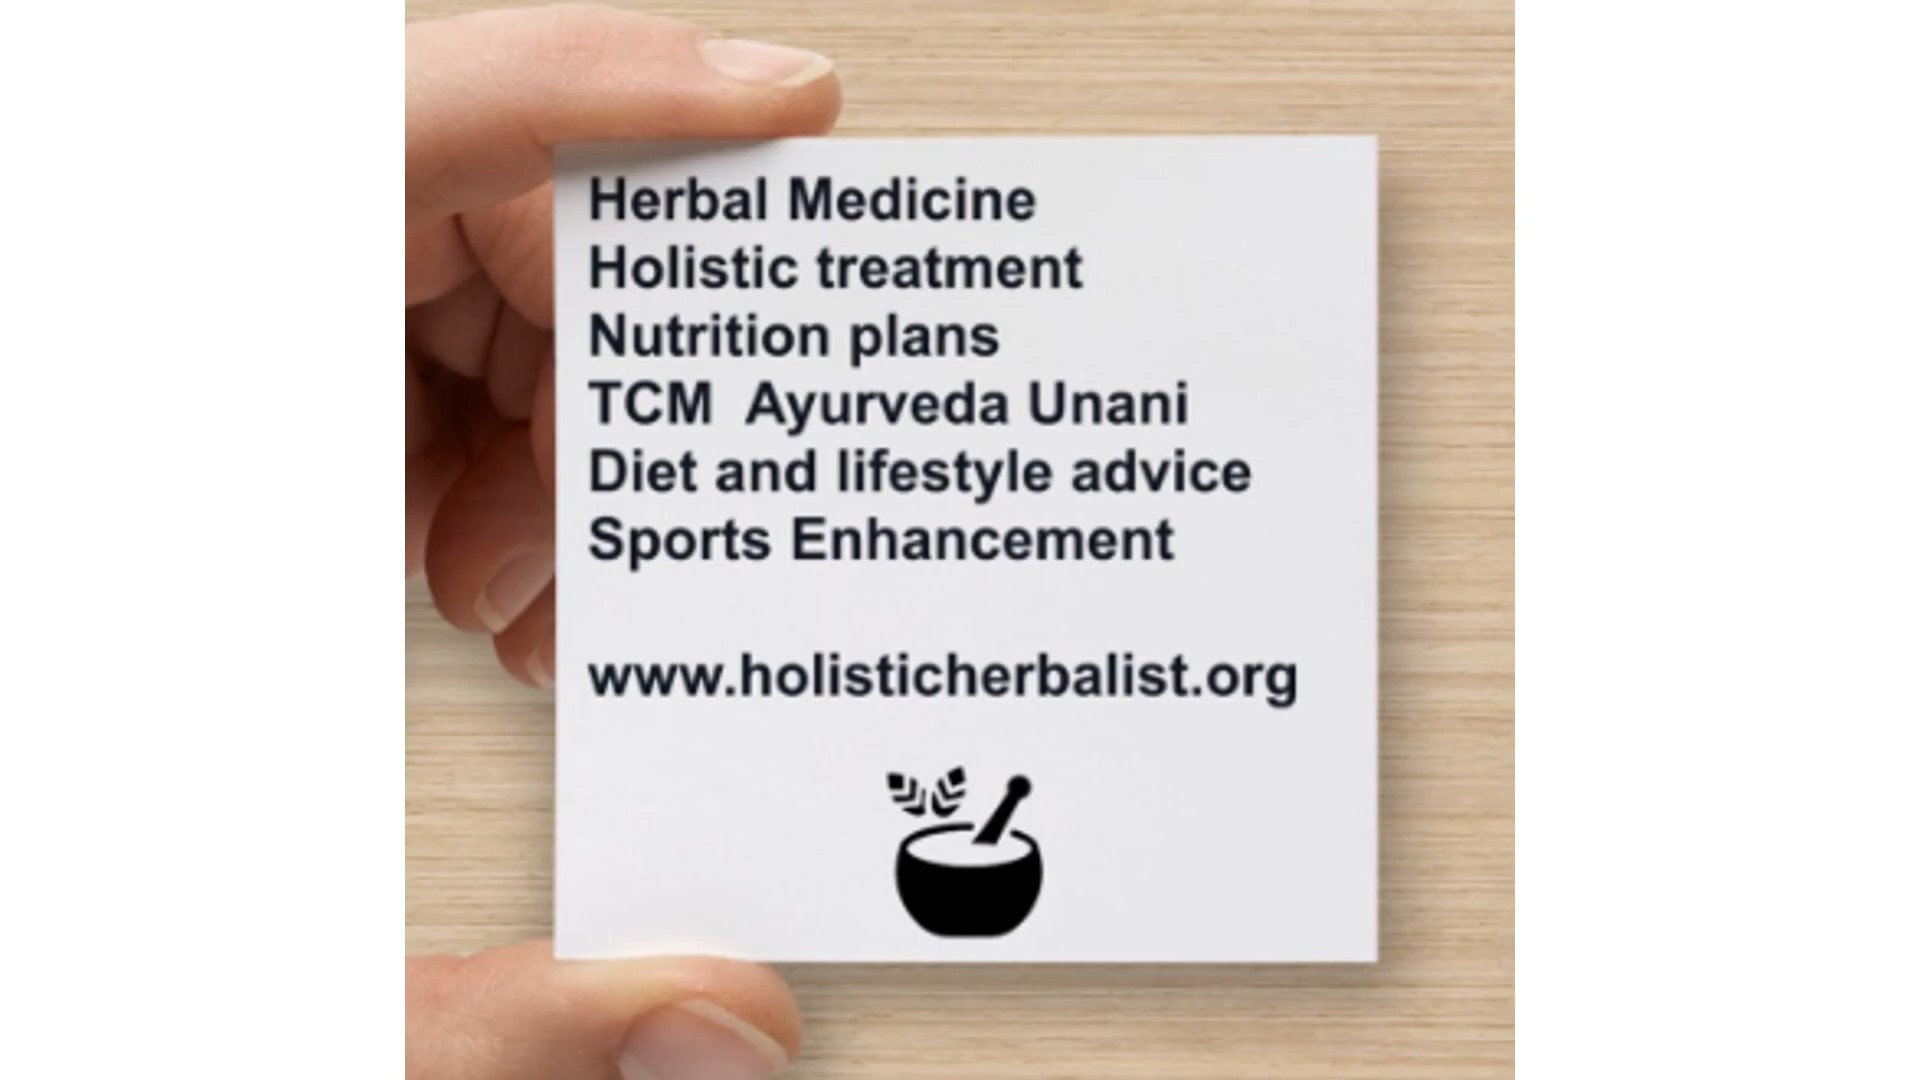 Herbal Medicine
Holistic treatment
Nutrition plans
TCM  Ayurveda Unani
Diet and lifestyle advice
Sports Enhancement
www.holisticherbalist.org